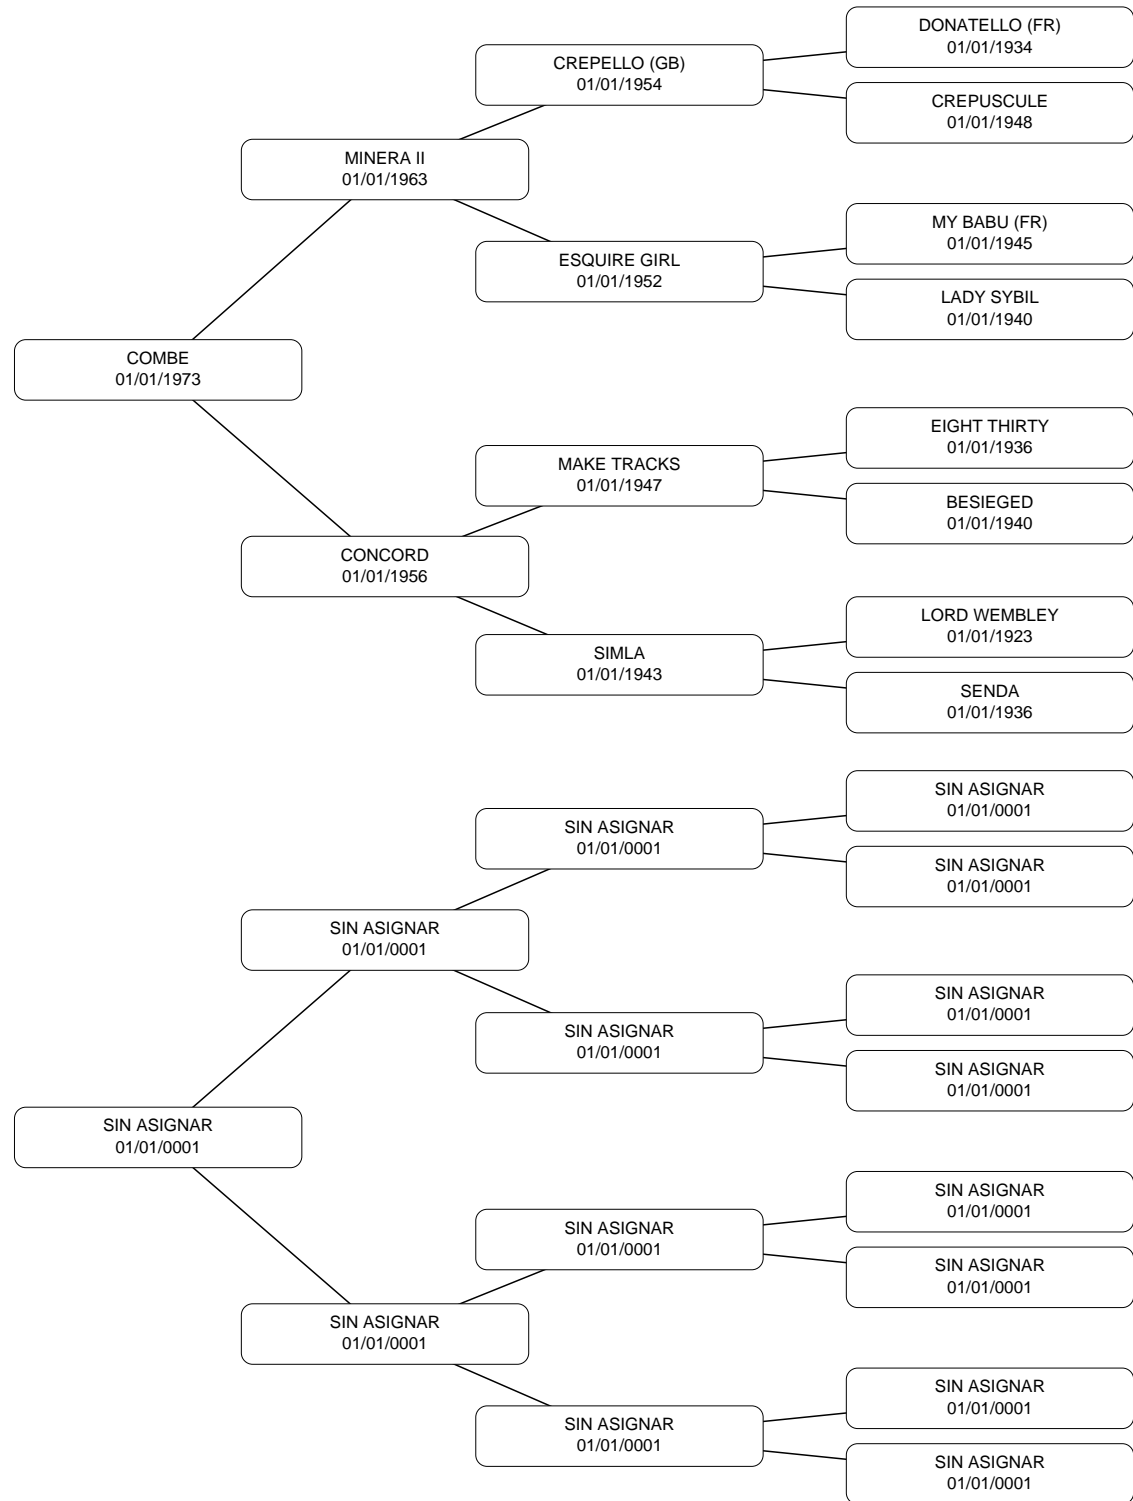 DONATELLO (FR)
01/01/1934
CREPELLO (GB)
01/01/1954
CREPUSCULE
01/01/1948
MINERA II
01/01/1963
MY BABU (FR)
01/01/1945
ESQUIRE GIRL
01/01/1952
LADY SYBIL
01/01/1940
COMBE
01/01/1973
EIGHT THIRTY
01/01/1936
MAKE TRACKS
01/01/1947
BESIEGED
01/01/1940
CONCORD
01/01/1956
LORD WEMBLEY
01/01/1923
SIMLA
01/01/1943
SENDA
01/01/1936
SIN ASIGNAR
01/01/0001
SIN ASIGNAR
01/01/0001
SIN ASIGNAR
01/01/0001
SIN ASIGNAR
01/01/0001
SIN ASIGNAR
01/01/0001
SIN ASIGNAR
01/01/0001
SIN ASIGNAR
01/01/0001
SIN ASIGNAR
01/01/0001
SIN ASIGNAR
01/01/0001
SIN ASIGNAR
01/01/0001
SIN ASIGNAR
01/01/0001
SIN ASIGNAR
01/01/0001
SIN ASIGNAR
01/01/0001
SIN ASIGNAR
01/01/0001
SIN ASIGNAR
01/01/0001